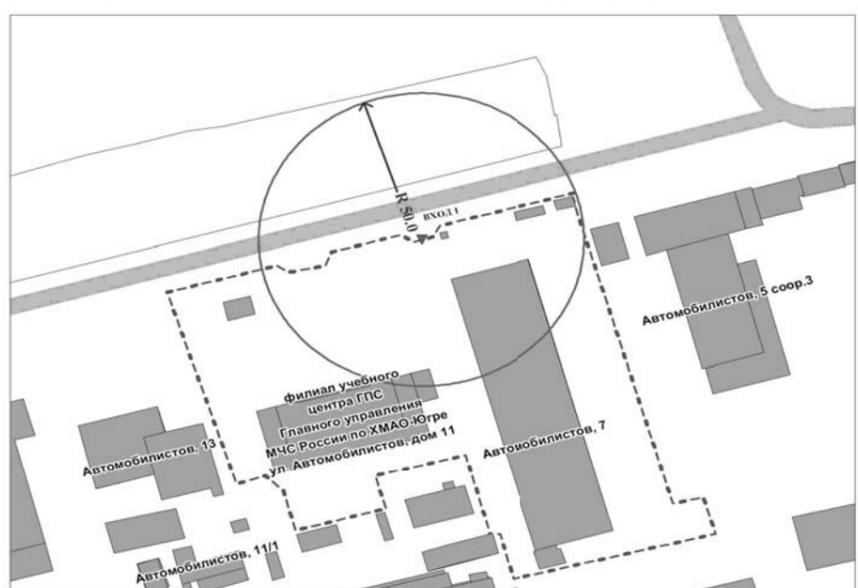 R 50.0
ВХОД 1
Автомобилистов, 5 соор.3
филиал учебного
центра ГПС
Главного управления
МЧС России по ХМАО-Югре
ул. Автомобилистов, дом 11
Автомобилистов, 7
Автомобилистов, 13
Автомобилистов, 11/1